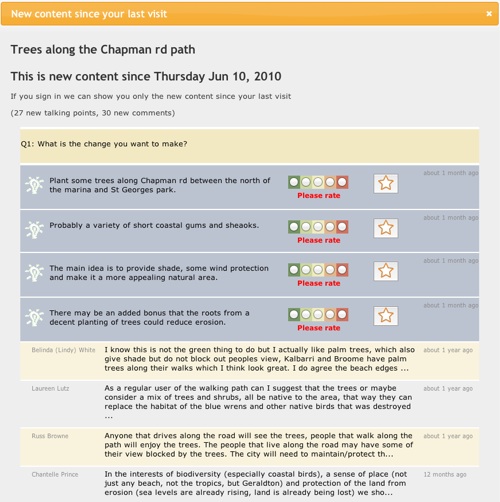 New content since your last visit
Trees along the Chapman rd path
This is new content since Thursday Jun 10, 2010
If you sign in we can show you only the new content since your last visit
(27 new talking points, 30 new comments)
Q1: What is the change you want to make?
Plant some trees along Chapman rd between the north of
the marina and St Georges park.
Please rate
about 1 month ago
Probably a variety of short coastal gums and sheaoks.
Please rate
about 1 month ago
The main idea is to provide shade, some wind protection
and make it a more appealing natural area.
Please rate
about 1 month ago
There may be an added bonus that the roots from a
decent planting of trees could reduce erosion.
Please rate
about 1 month ago
Belinda (Lindy) White
I know this is not the green thing to do but I actually like palm trees, which also
give shade but do not block out peoples view, Kalbarri and Broome have palm
trees along their walks which I think look great. I do agree the beach edges ...
about 1 year ago
Laureen Lutz
As a regular user of the walking path can I suggest that the trees or maybe
consider a mix of trees and shrubs, all be native to the area, that way they can
replace the habitat of the blue wrens and other native birds that was destroyed
...
about 1 year ago
Russ Browne
Anyone that drives along the road will see the trees, people that walk along the
path will enjoy the trees. The people that live along the road may have some of
their view blocked by the trees. The city will need to maintain/protect th...
about 1 year ago
Chantelle Prince
In the interests of biodiversity (especially coastal birds), a sense of place (not
just any beach, not the tropics, but Geraldton) and protection of the land from
erosion (sea levels are already rising, land is already being lost) we sho...
12 months ago